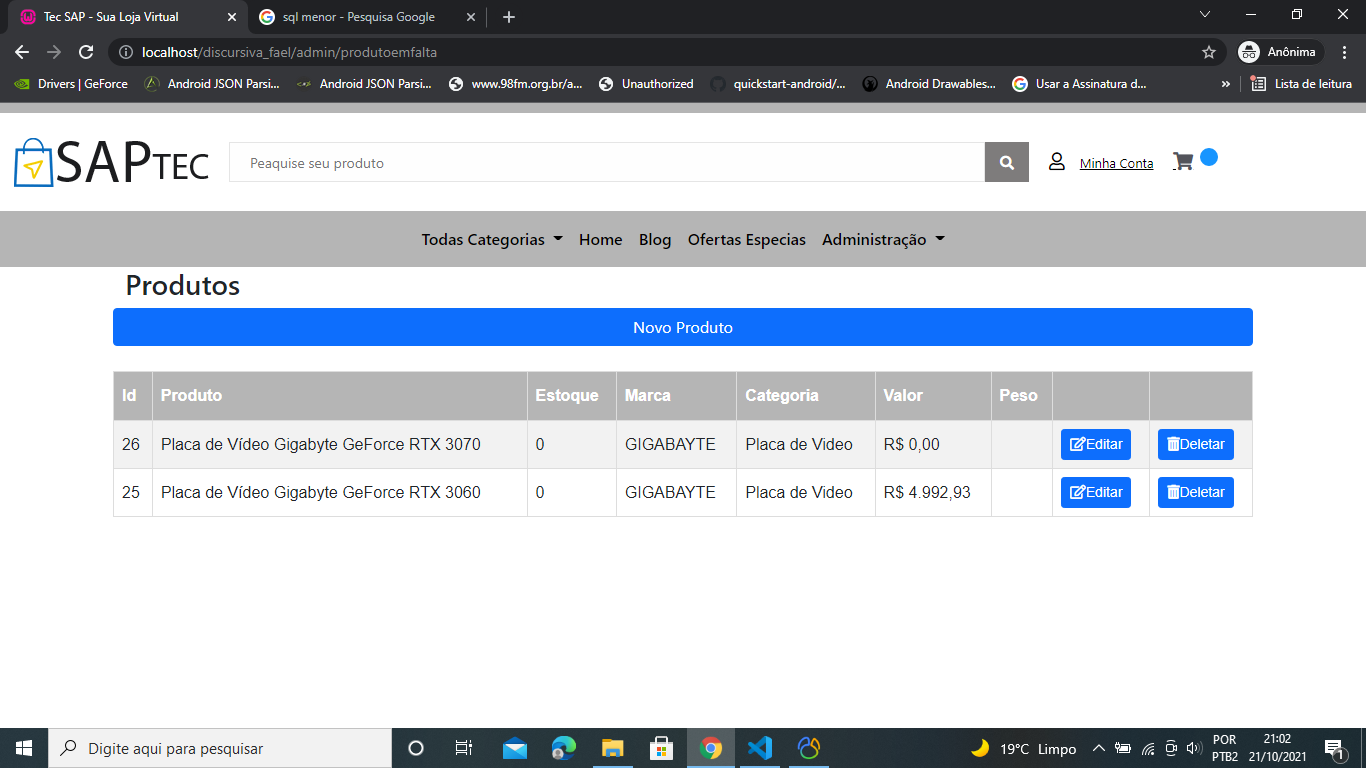 Tec SAP - Sua Loja Virtual
sql menor - Pesquisa Google
localhost/discursiva_fael/admin/produtoemfalta
Anônima
Drivers | GeForce
Android JSON Parsi...
Android JSON Parsi...
www.98fm.org.br/a...
Unauthorized
quickstart-android/...
Android Drawables...
Usar a Assinatura d...
»
Lista de leitura
SAPTEC
Peaquise seu produto
Minha Conta
Todas Categorias
Home
Blog
Ofertas Especias
Administração
Produtos
Novo Produto
Id Produto Estoque Marca Categoria Valor Peso
26 Placa de Vídeo Gigabyte GeForce RTX 3070 0 GIGABAYTE Placa de Video R$ 0,00 Editar Deletar
25 Placa de Vídeo Gigabyte GeForce RTX 3060 0 GIGABAYTE Placa de Video R$ 4.992,93 Editar Deletar
Digite aqui para pesquisar
19°C Limpo
POR
PTB2
21:02
21/10/2021
1